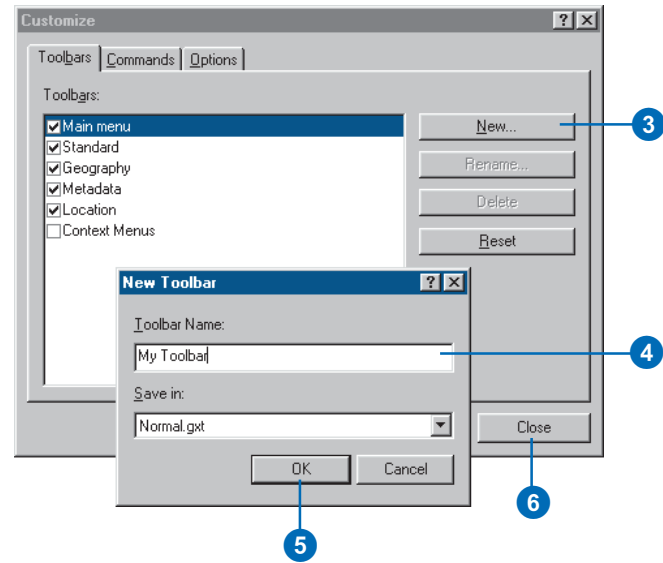 Customize
Toolbars Commands Options
Toolbars:
Main menu
Standard
Geography
Metadata
Location
Context Menus
New...
3
Rename...
Delete
Reset
New Toolbar
Toolbar Name:
My Toolbar
4
Save in:
Normal.gxt
OK Cancel
5
Close
6